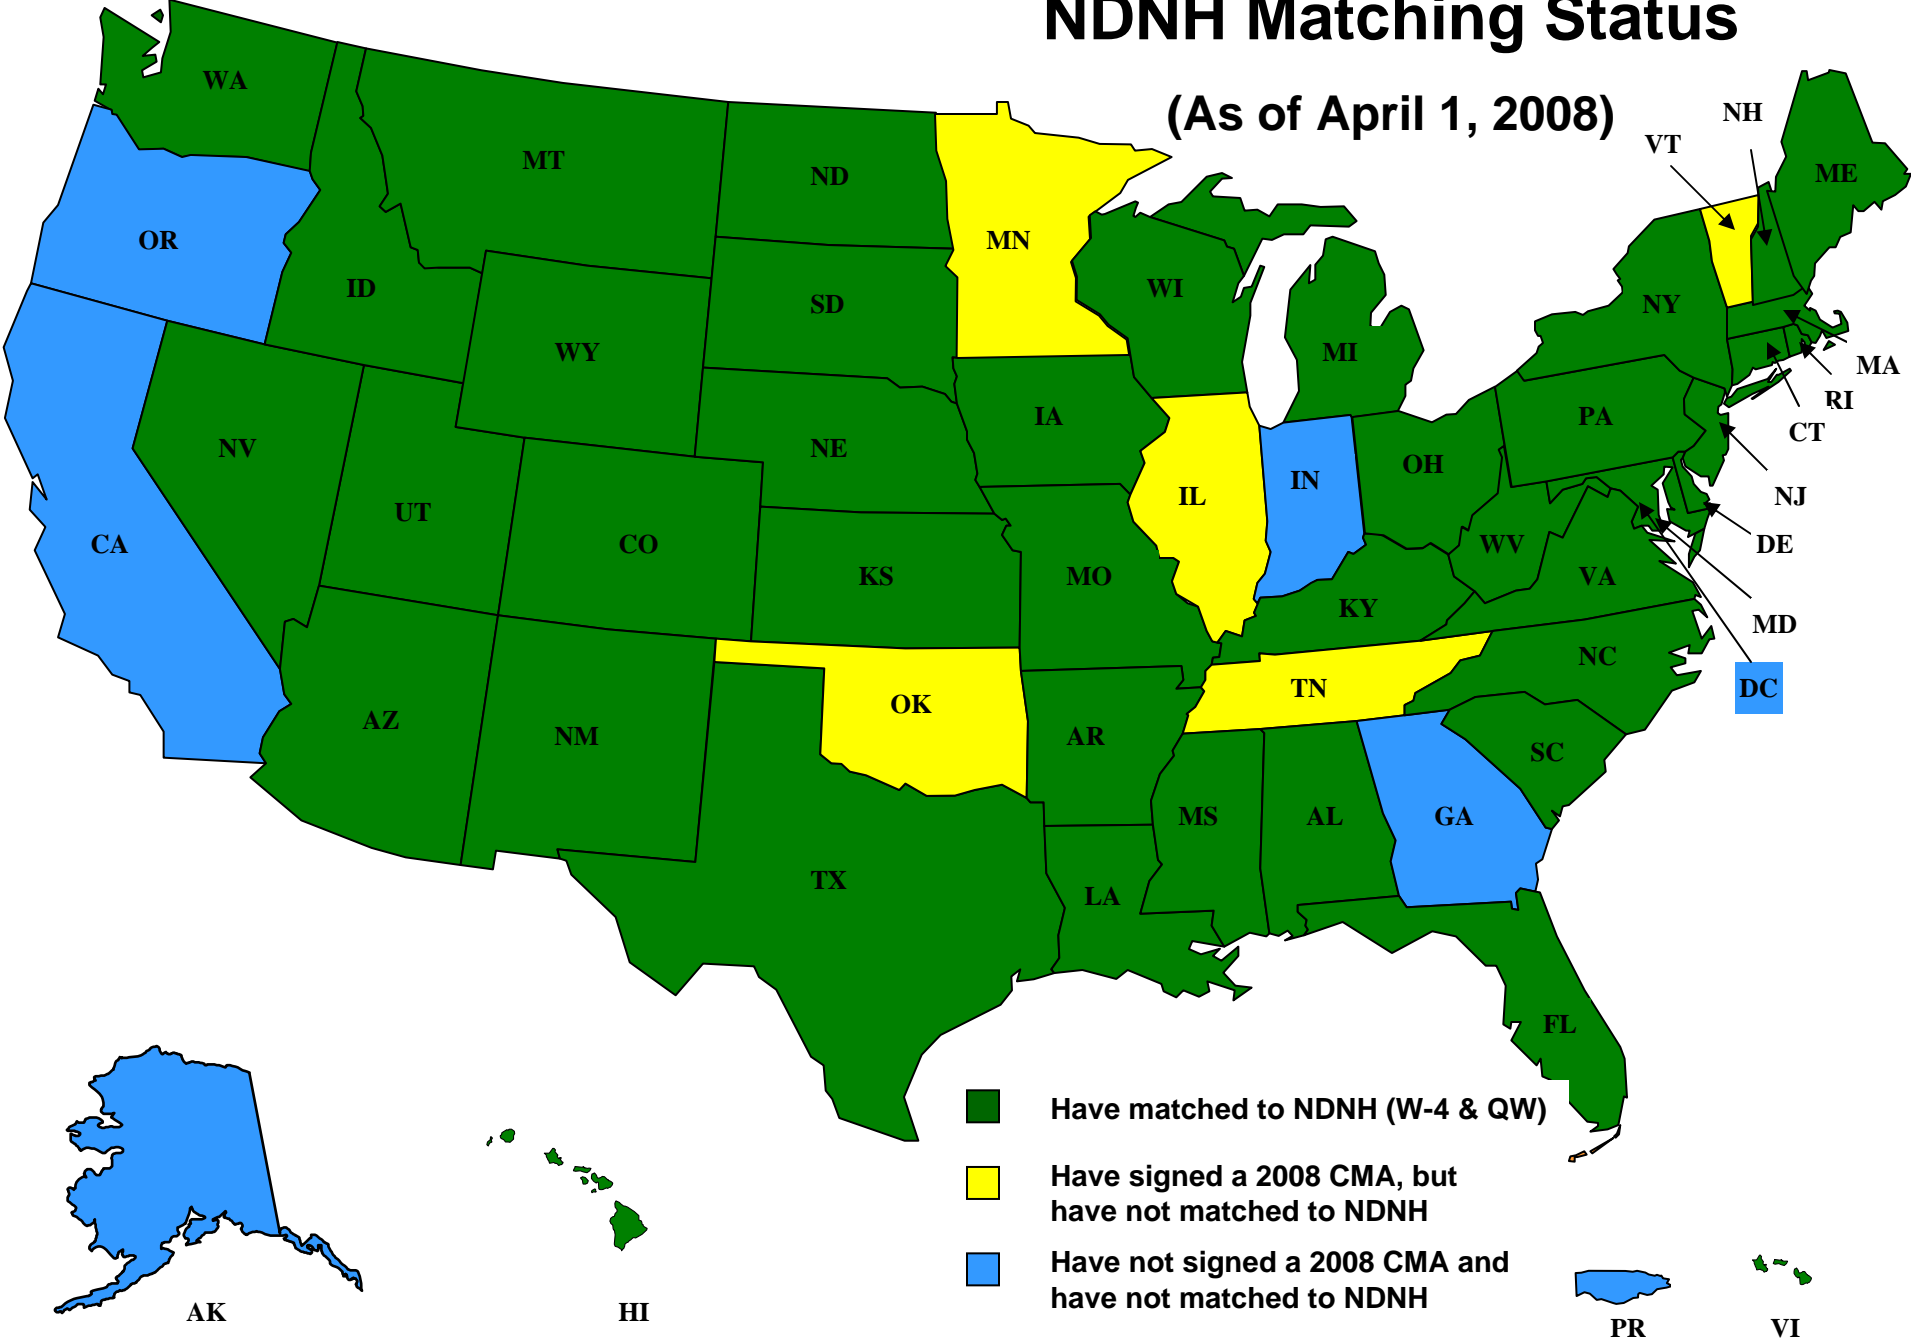 NDNH Matching Status
(As of April 1, 2008)
WA
MT
ND
MN
OR
ID
SD
WY
WI
MI
VT
NH
ME
NY
MA
RI
CT
NJ
DE
MD
DC
PA
NV
UT
CO
NE
IA
IL
IN
OH
WV
VA
CA
KS
MO
KY
NC
TN
AZ
NM
OK
AR
SC
MS
AL
GA
TX
LA
FL
AK
HI
Have matched to NDNH (W-4 & QW)
Have signed a 2008 CMA, but
have not matched to NDNH
Have not signed a 2008 CMA and
have not matched to NDNH
PR
VI